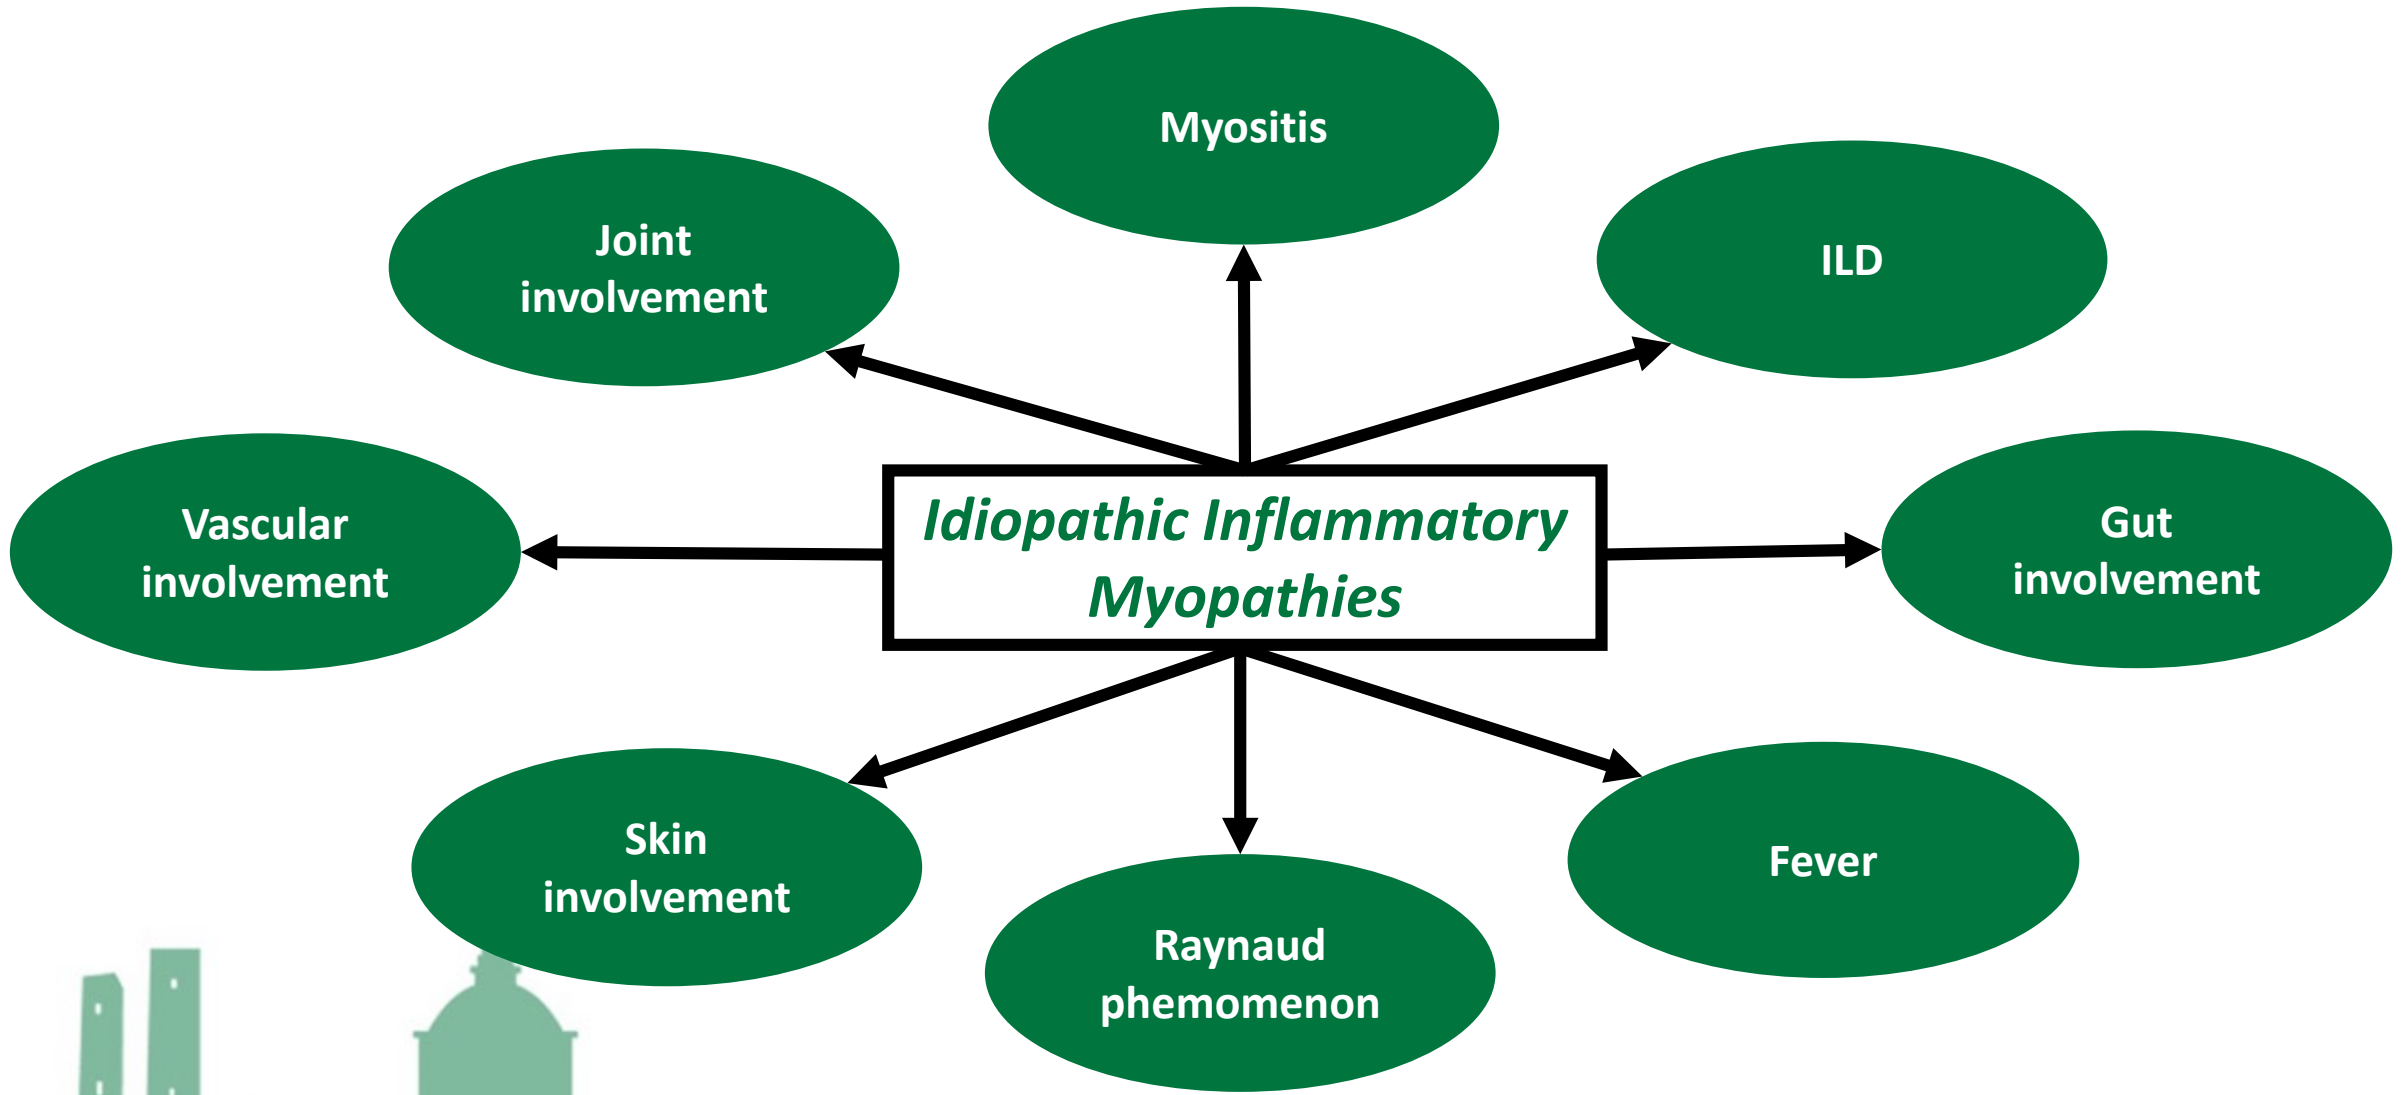 Myositis
Joint
involvement
ILD
Vascular
involvement
Idiopathic Inflammatory
Myopathies
Gut
involvement
Skin
involvement
Raynaud
phemomenon
Fever